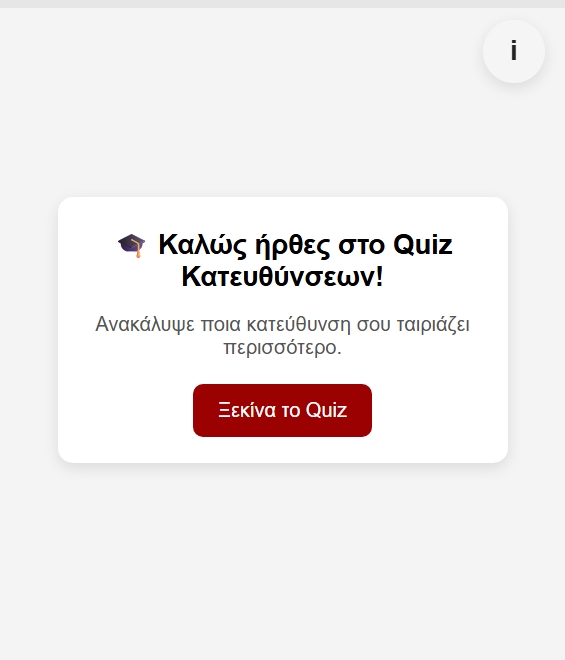 i
🎓 Καλώς ήρθες στο Quiz
Κατευθύνσεων!
Ανακάλυψε ποια κατεύθυνση σου ταιριάζει
περισσότερο.
Ξεκίνα το Quiz